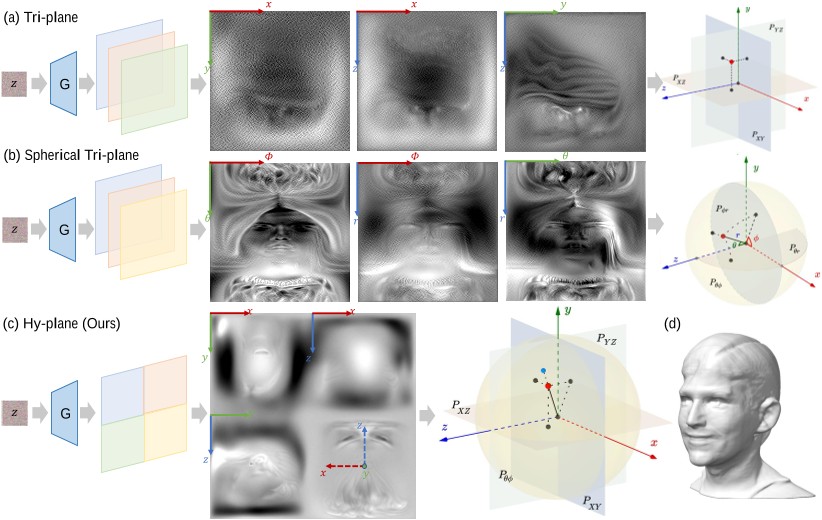 (a) Tri-plane
z
G
x
y
x
z
y
z
y
P_YZ
P_XZ
z
x
P_XY
(b) Spherical Tri-plane
z
G
Φ
θ
Φ
r
θ
r
y
P_Φr
r
θ
Φ
P_θr
z
P_θΦ
x
(c) Hy-plane (Ours)
z
G
x
y
x
z
z
z
x
y
y
P_YZ
P_XZ
z
x
P_θΦ
P_XY
(d)